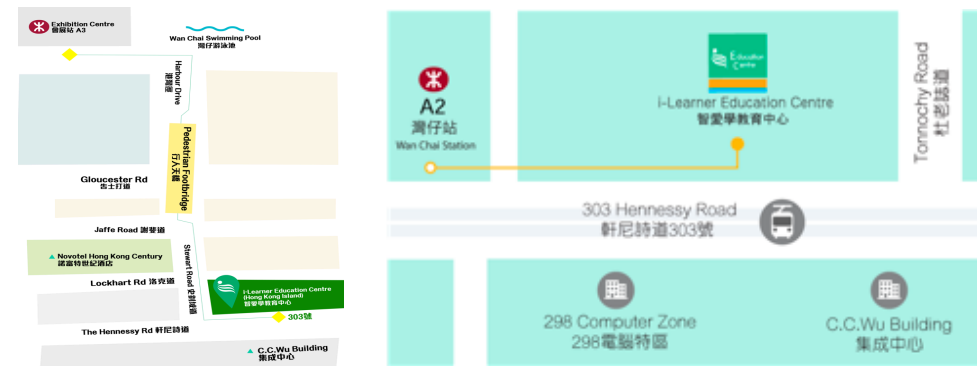 Exhibition Centre
會展站 A3
Wan Chai Swimming Pool
灣仔游泳池
Harbour Drive
港灣徑
Pedestrian Footbridge
行人天橋
Gloucester Rd
告士打道
Jaffe Road 謝斐道
Novotel Hong Kong Century
諾富特世紀酒店
Stewart Road 史釗域道
Lockhart Rd 洛克道
i-Learner Education Centre
(Hong Kong Island)
智愛學教育中心
303號
The Hennessy Rd 軒尼詩道
C.C.Wu Building
集成中心
A2
灣仔站
Wan Chai Station
Education
Centre
i-Learner Education Centre
智愛學教育中心
Tonnochy Road
杜老誌道
303 Hennessy Road
軒尼詩道303號
298 Computer Zone
298電腦特區
C.C.Wu Building
集成中心